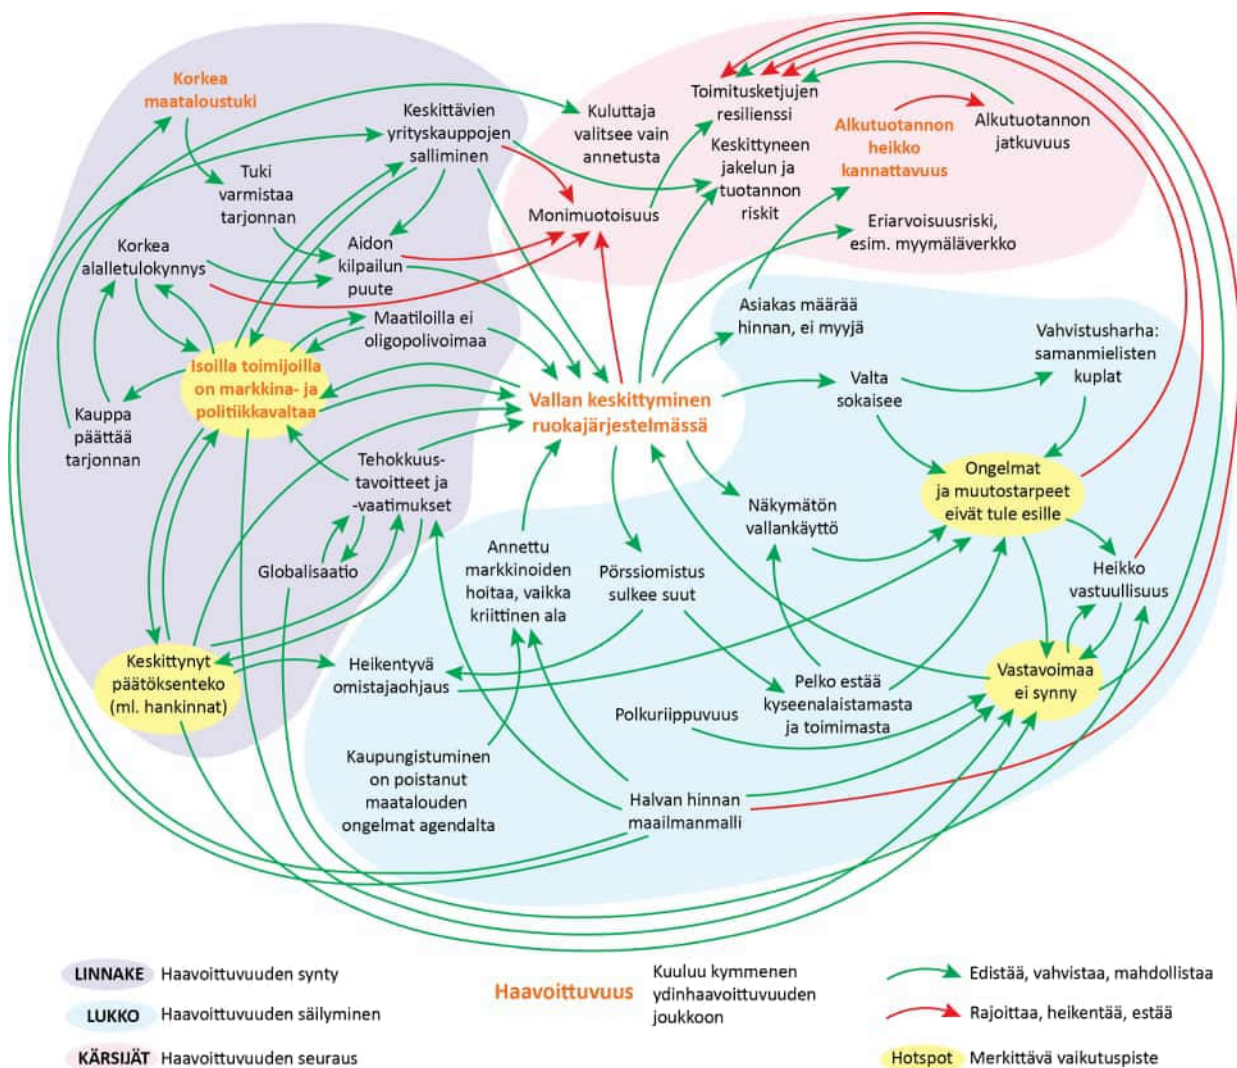 Korkea
maataloustuki
Keskittävien
yrityskauppojen
salliminen
Kuluttaja
valitsee vain
annetusta
Toimitusketjujen
resilienssi
Keskittyneen
jakelun ja
tuotannon
riskit
Alkutuotannon
heikko
kannattavuus
Alkutuotannon
jatkuvuus
Tuki
varmistaa
tarjonnan
Monimuotoisuus
Eriarvoisuusriski,
esim. myymäläverkko
Korkea
alalletulokynnys
Aidon
kilpailun
puute
Maatiloilla ei
oligopolivoimaa
Asiakas määrää
hinnan, ei myyjä
Vahvistusharha:
samanmielisten
kuplat
Isoilla toimijoilla
on markkina- ja
politiikkavaltaa
Vallan keskittyminen
ruokajärjestelmässä
Valta
sokaisee
Kauppa
päättää
tarjonnan
Tehokkuus-
tavoitteet ja
-vaatimukset
Ongelmat
ja muutostarpeet
eivät tule esille
Näkymätön
vallankäyttö
Globalisaatio
Annettu
markkinoiden
hoitaa, vaikka
kriittinen ala
Pörssiomistus
sulkee suut
Heikko
vastuullisuus
Keskittynyt
päätöksenteko
(ml. hankinnat)
Heikentyvä
omistajaohjaus
Pelko estää
kyseenalaistamasta
ja toimimasta
Vastavoimaa
ei synny
Polkuriippuvuus
Kaupungistuminen
on poistanut
maatalouden
ongelmat agendalta
Halvan hinnan
maailmanmalli
LINNAKE Haavoittuvuuden synty
LUKKO Haavoittuvuuden säilyminen
KÄRSIJÄT Haavoittuvuuden seuraus
Haavoittuvuus
Kuuluu kymmenen
ydinhaavoittuvuuden
joukkoon
Edistää, vahvistaa, mahdollistaa
Rajoittaa, heikentää, estää
Hotspot Merkittävä vaikutuspiste